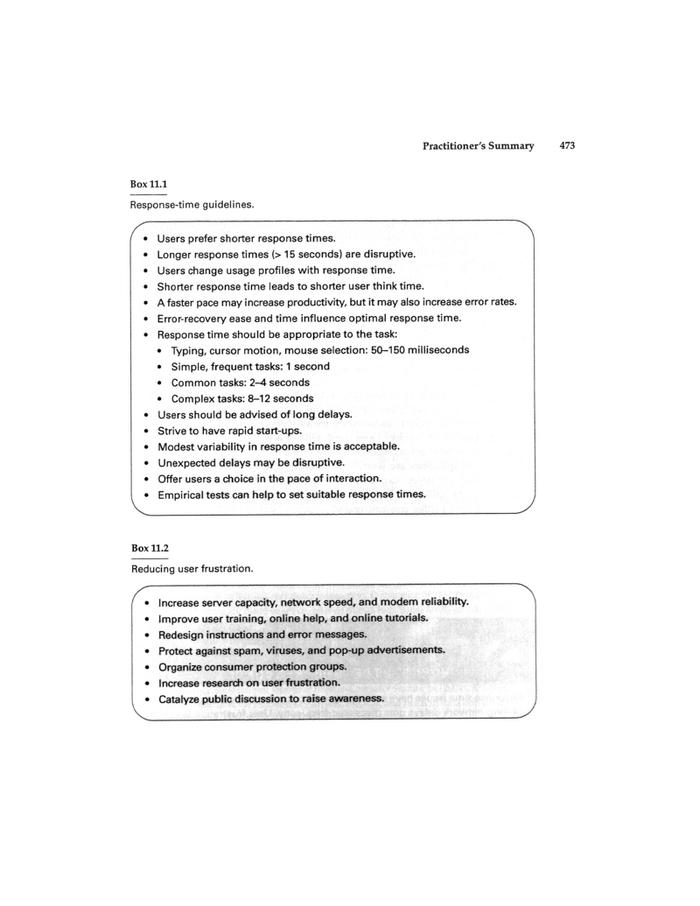 Practitioner's Summary 473
Box 11.1
Response-time guidelines.
• Users prefer shorter response times.
• Longer response times (> 15 seconds) are disruptive.
• Users change usage profiles with response time.
• Shorter response time leads to shorter user think time.
• A faster pace may increase productivity, but it may also increase error rates.
• Error-recovery ease and time influence optimal response time.
• Response time should be appropriate to the task:
• Typing, cursor motion, mouse selection: 50–150 milliseconds
• Simple, frequent tasks: 1 second
• Common tasks: 2–4 seconds
• Complex tasks: 8–12 seconds
• Users should be advised of long delays.
• Strive to have rapid start-ups.
• Modest variability in response time is acceptable.
• Unexpected delays may be disruptive.
• Offer users a choice in the pace of interaction.
• Empirical tests can help to set suitable response times.
Box 11.2
Reducing user frustration.
• Increase server capacity, network speed, and modem reliability.
• Improve user training, online help, and online tutorials.
• Redesign instructions and error messages.
• Protect against spam, viruses, and pop-up advertisements.
• Organize consumer protection groups.
• Increase research on user frustration.
• Catalyze public discussion to raise awareness.